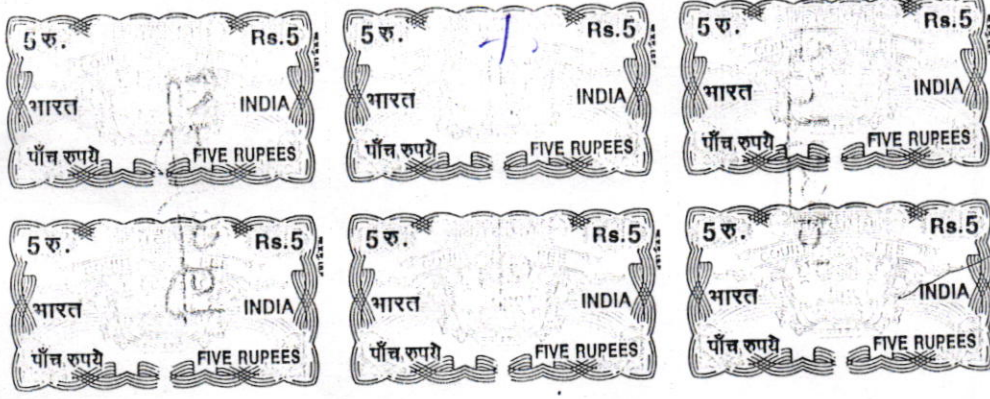 5 रु. Rs.5 5 रु. Rs.5 5 रु. Rs.5
भारत INDIA भारत INDIA भारत INDIA
पाँच रुपये FIVE RUPEES पाँच रुपये FIVE RUPEES पाँच रुपये FIVE RUPEES
5 रु. Rs.5 5 रु. Rs.5 5 रु. Rs.5
भारत INDIA भारत INDIA भारत INDIA
पाँच रुपये FIVE RUPEES पाँच रुपये FIVE RUPEES पाँच रुपये FIVE RUPEES